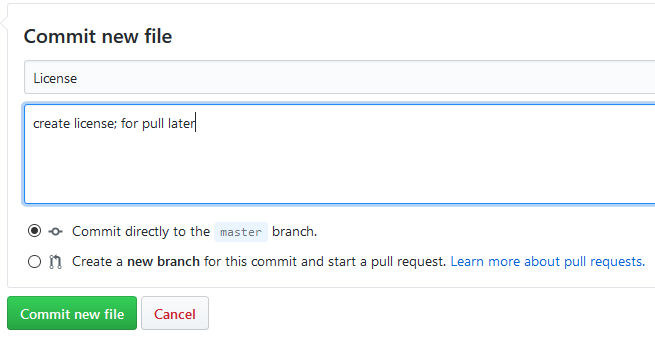 Commit new file
License
create license; for pull later
Commit directly to the master branch.
Create a new branch for this commit and start a pull request. Learn more about pull requests.
Commit new file Cancel